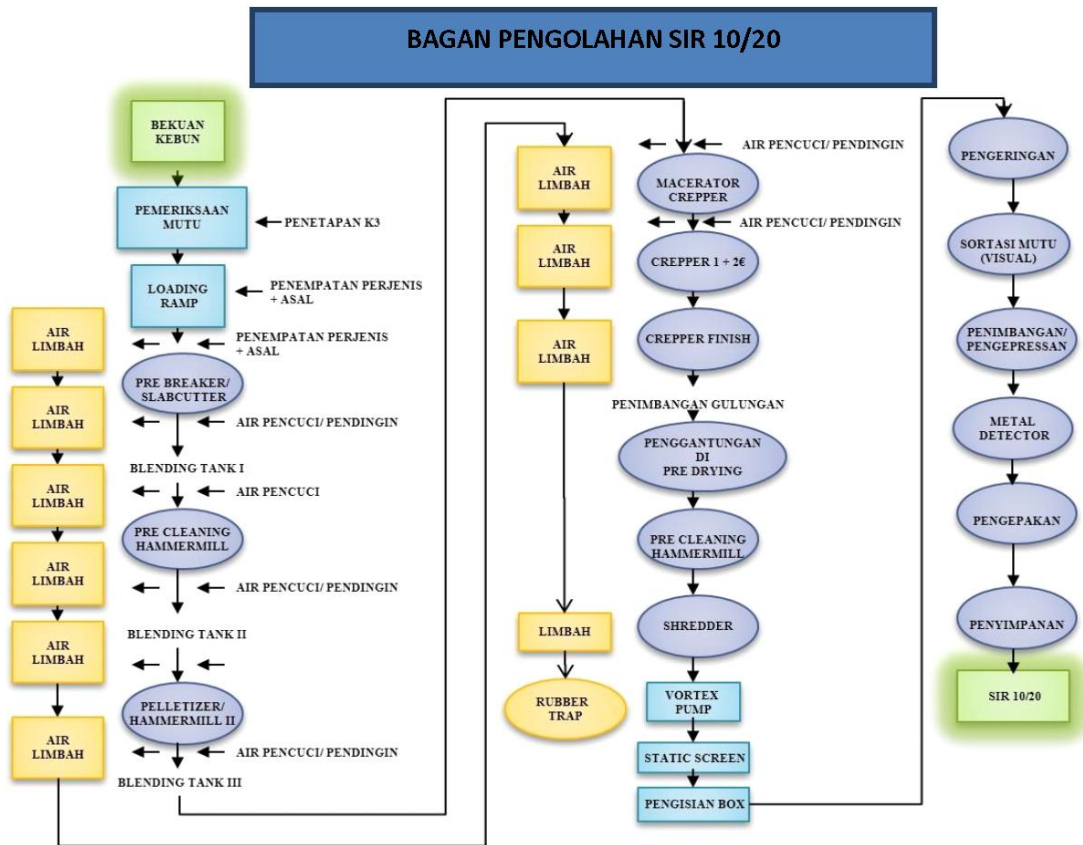 BAGAN PENGOLAHAN SIR 10/20
BEKUAN
KEBUN
PEMERIKSAAN
MUTU
PENETAPAN K3
LOADING
RAMP
PENEMPATAN PERJENIS
+ ASAL
PENEMPATAN PERJENIS
+ ASAL
PRE BREAKER/
SLABCUTTER
AIR PENCUCI/ PENDINGIN
BLENDING TANK I
AIR PENCUCI
PRE CLEANING
HAMMERMILL
AIR PENCUCI/ PENDINGIN
BLENDING TANK II
PELLETIZER/
HAMMERMILL II
AIR PENCUCI/ PENDINGIN
BLENDING TANK III
AIR
LIMBAH
AIR
LIMBAH
AIR
LIMBAH
AIR
LIMBAH
AIR
LIMBAH
AIR
LIMBAH
AIR
LIMBAH
AIR
LIMBAH
AIR
LIMBAH
LIMBAH
RUBBER
TRAP
AIR PENCUCI/ PENDINGIN
MACERATOR
CREPPER
AIR PENCUCI/ PENDINGIN
CREPPER 1 + 2€
CREPPER FINISH
PENIMBANGAN GULUNGAN
PENGGANTUNGAN
DI
PRE DRYING
PRE CLEANING
HAMMERMILL
SHREDDER
VORTEX
PUMP
STATIC SCREEN
PENGISIAN BOX
PENGERINGAN
SORTASI MUTU
(VISUAL)
PENIMBANGAN/
PENGEPRESSAN
METAL
DETECTOR
PENGEPAKAN
PENYIMPANAN
SIR 10/20